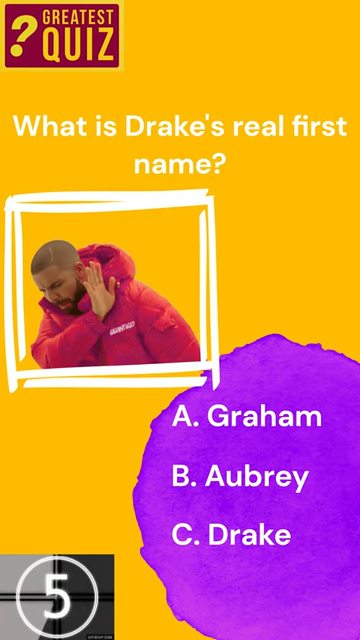 GREATEST
?QUIZ
What is Drake's real first
name?
A. Graham
B. Aubrey
C. Drake
5